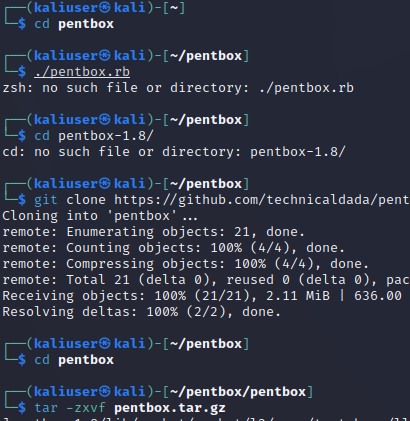 ┌──(kaliuser㉿kali)-[~]
└─$ cd pentbox
┌──(kaliuser㉿kali)-[~/pentbox]
└─$ ./pentbox.rb
zsh: no such file or directory: ./pentbox.rb
┌──(kaliuser㉿kali)-[~/pentbox]
└─$ cd pentbox-1.8/
cd: no such file or directory: pentbox-1.8/
┌──(kaliuser㉿kali)-[~/pentbox]
└─$ git clone https://github.com/technicaldada/pent
Cloning into 'pentbox'...
remote: Enumerating objects: 21, done.
remote: Counting objects: 100% (4/4), done.
remote: Compressing objects: 100% (4/4), done.
remote: Total 21 (delta 0), reused 0 (delta 0), pac
Receiving objects: 100% (21/21), 2.11 MiB | 636.00
Resolving deltas: 100% (2/2), done.
┌──(kaliuser㉿kali)-[~/pentbox]
└─$ cd pentbox
┌──(kaliuser㉿kali)-[~/pentbox/pentbox]
└─$ tar -zxvf pentbox.tar.gz